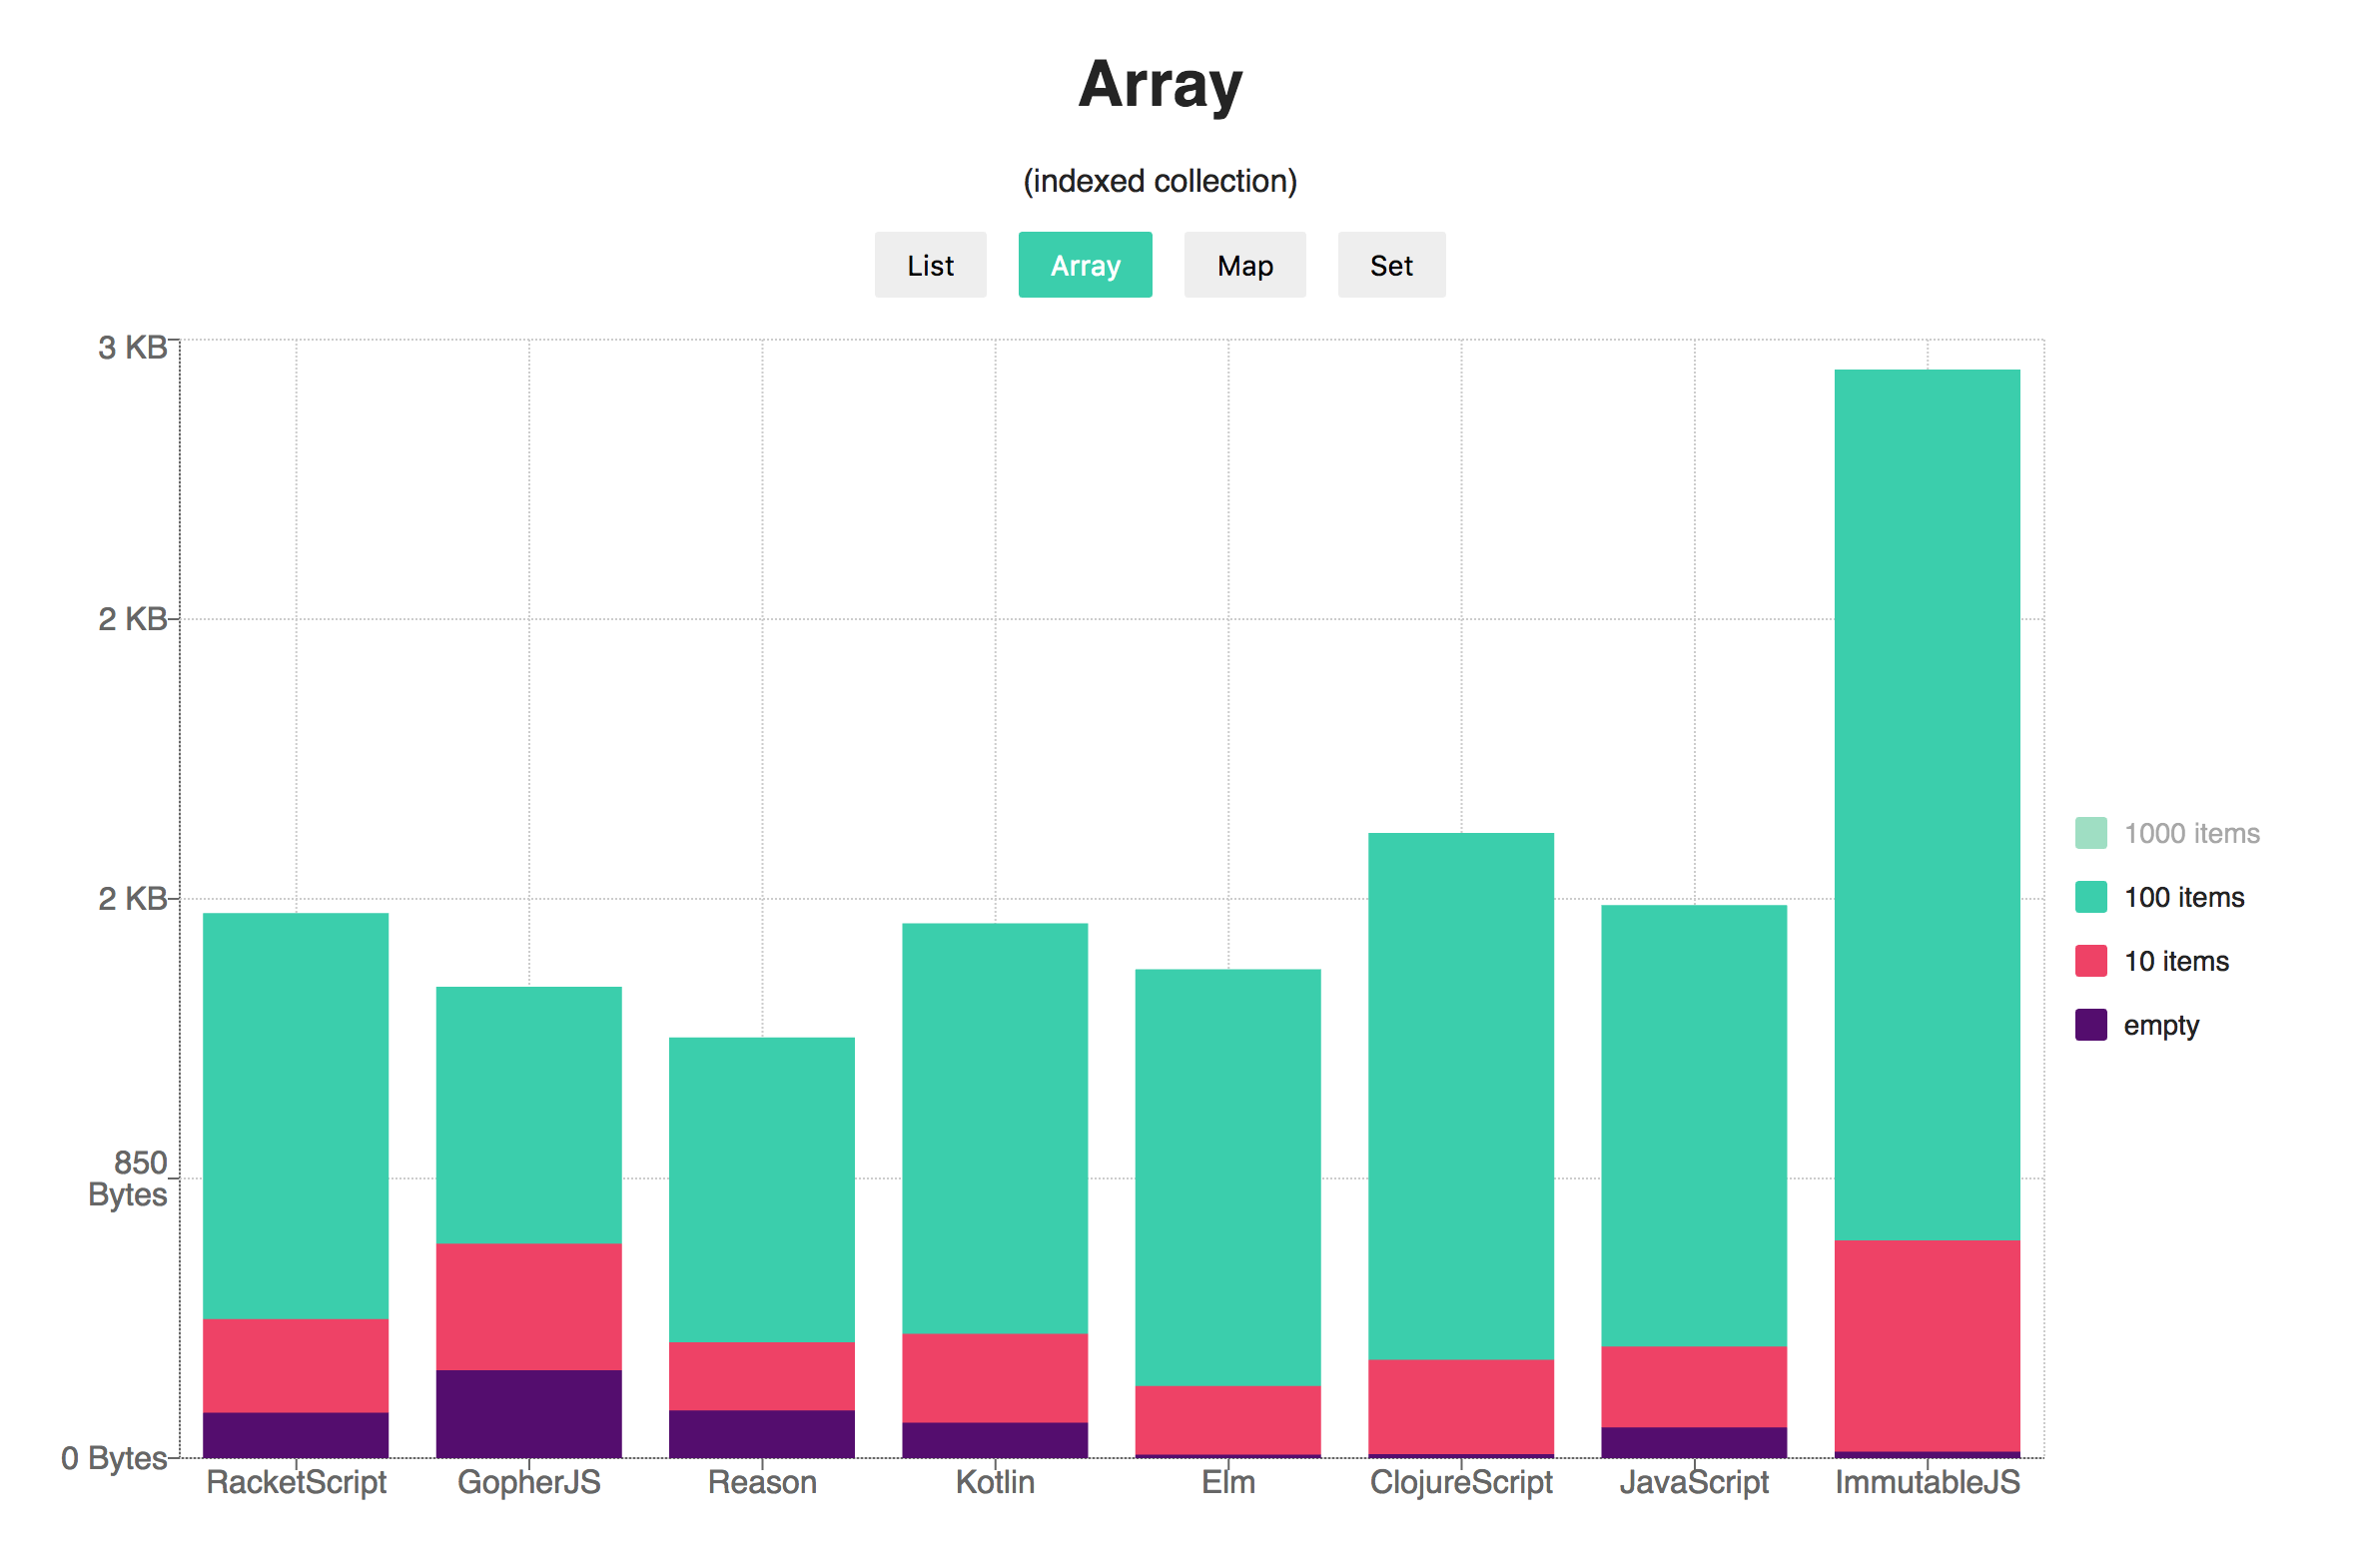 Array
(indexed collection)
List Array Map Set
3 KB
2 KB
2 KB
850
Bytes
0 Bytes
RacketScript GopherJS Reason Kotlin Elm ClojureScript JavaScript ImmutableJS
1000 items
100 items
10 items
empty